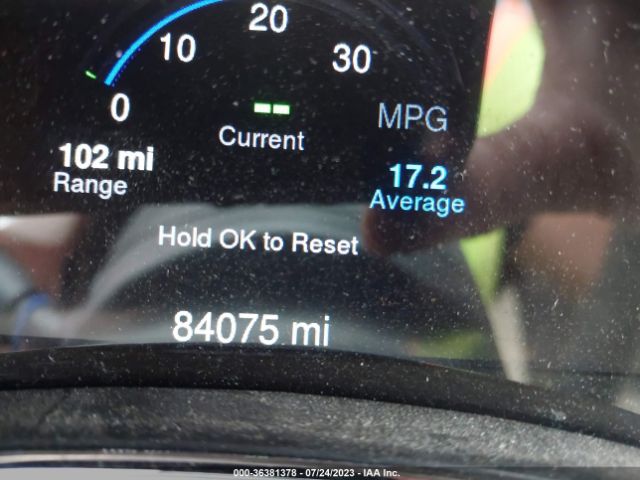 20
10
30
0
--
MPG
Current
102 mi
17.2
Range
Average
Hold OK to Reset
84075 mi
000-36381378 - 07/24/2023 - IAA Inc.